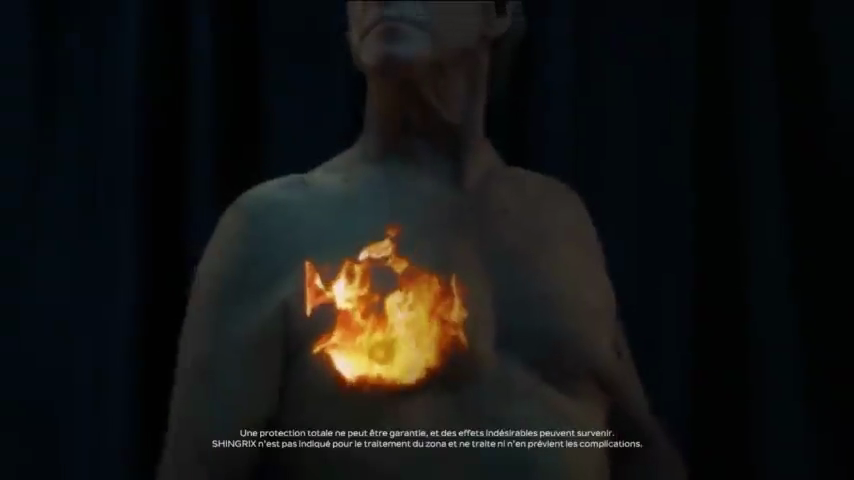 Une protection totale ne peut être garantie, et des effets indésirables peuvent survenir.
SHINGRIX n'est pas indiqué pour le traitement du zona et ne traite ni n'en prévient les complications.